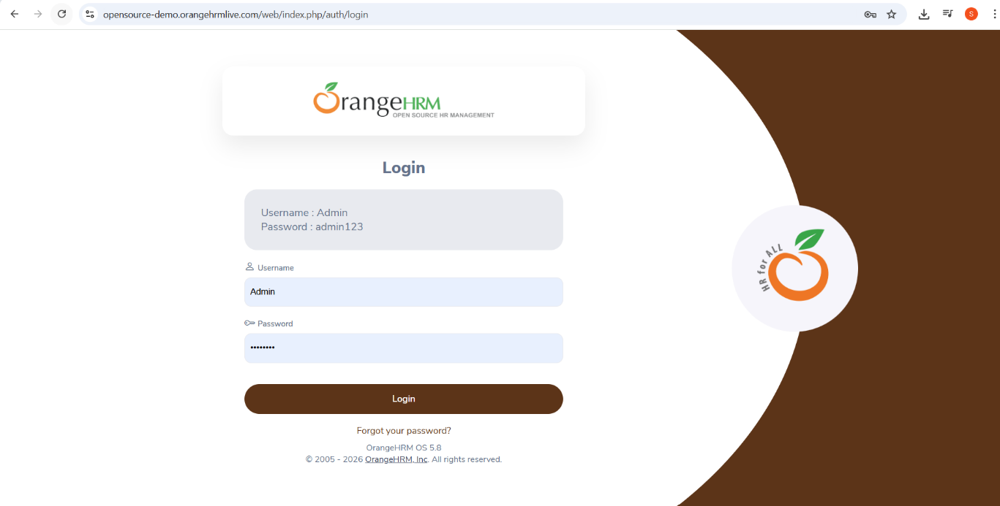 opensource-demo.orangehrmlive.com/web/index.php/auth/login
S
OrangeHRM
OPEN SOURCE HR MANAGEMENT
Login
Username : Admin
Password : admin123
Username
Admin
Password
••••••••
Login
Forgot your password?
OrangeHRM OS 5.8
© 2005 - 2026 OrangeHRM, Inc. All rights reserved.
HR for ALL